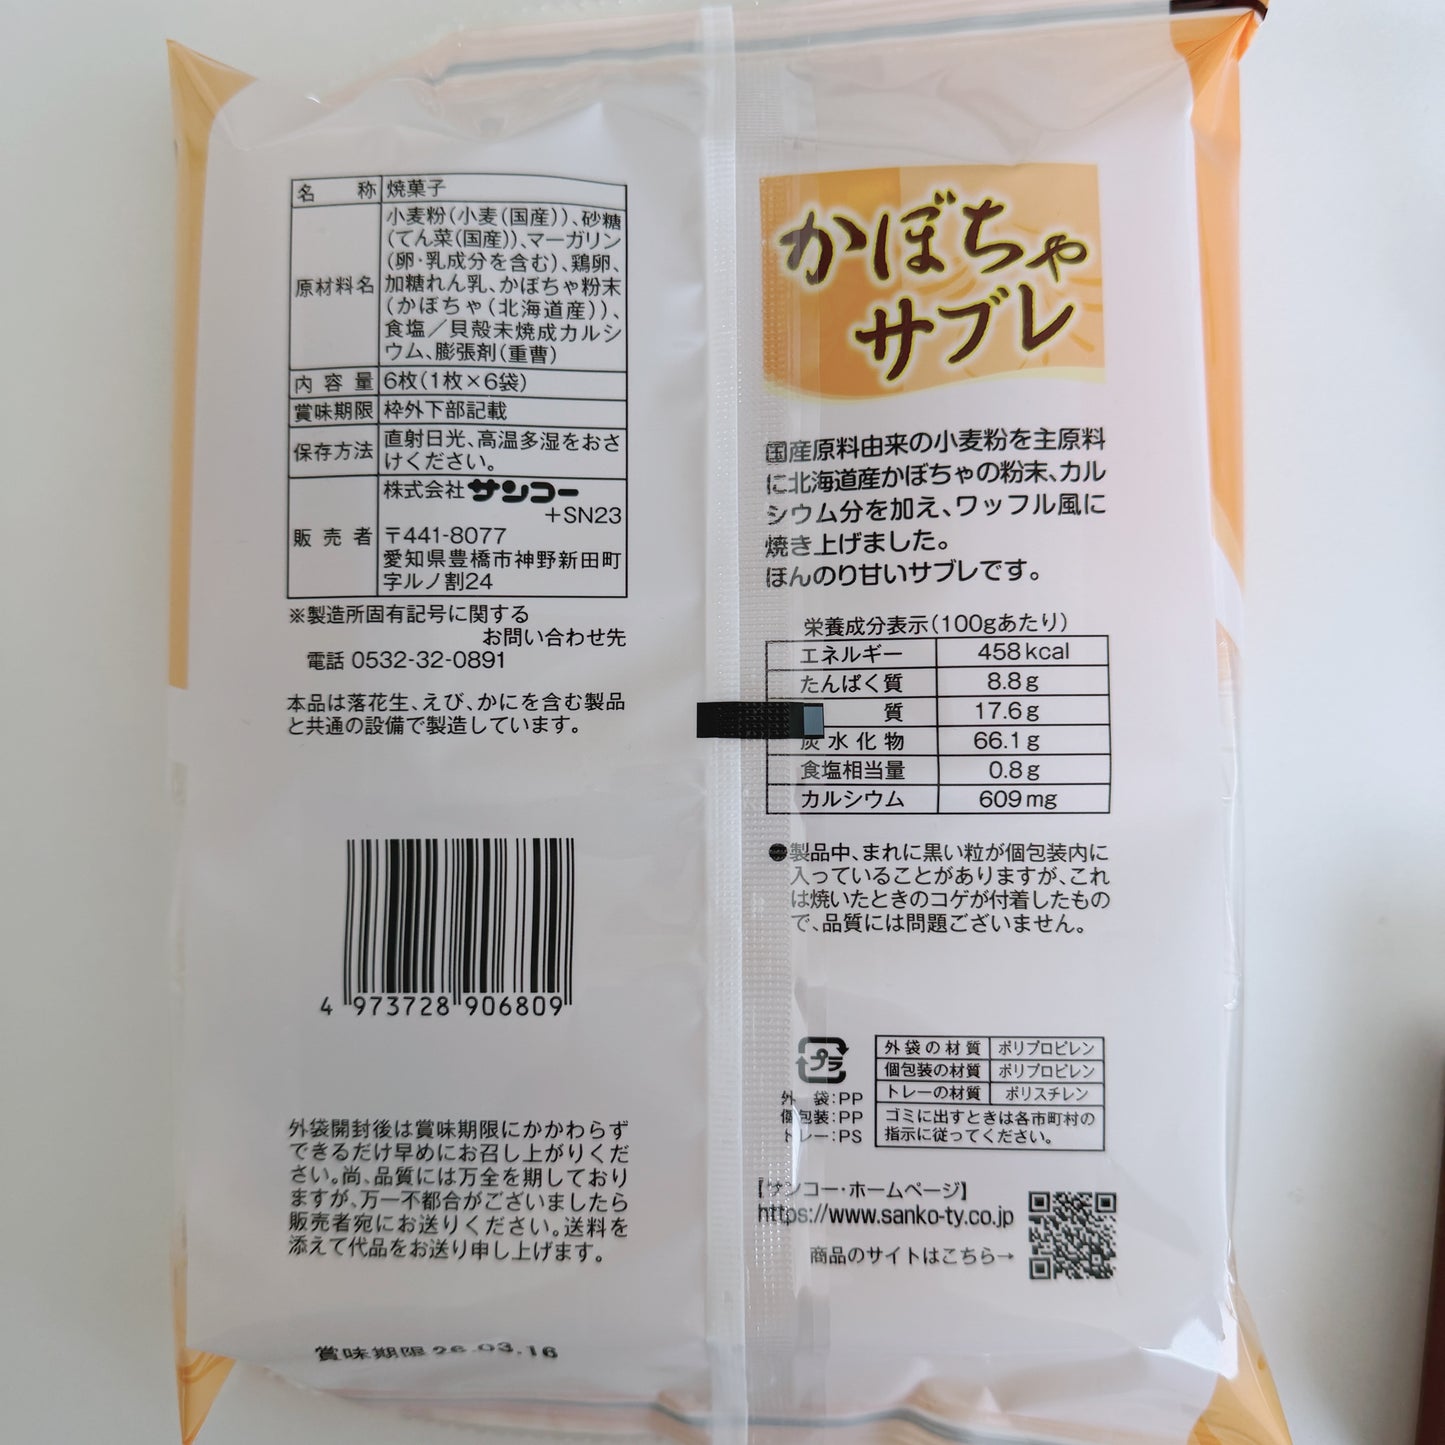 名称 焼菓子
原材料名 小麦粉(小麦(国産))、砂糖
(てん菜(国産))、マーガリン
(卵・乳成分を含む)、鶏卵、
加糖れん乳、かぼちゃ粉末
(かぼちゃ(北海道産))、
食塩/貝殻末焼成カルシ
ウム、膨張剤(重曹)
内容量 6枚(1枚×6袋)
賞味期限 枠外下部記載
保存方法 直射日光、高温多湿をおさ
けください。
販売者 株式会社サンコー
+SN23
〒441-8077
愛知県豊橋市神野新田町
字ルノ割24
※製造所固有記号に関する
お問い合わせ先
電話 0532-32-0891
本品は落花生、えび、かにを含む製品
と共通の設備で製造しています。
4 973728 906809
外袋開封後は賞味期限にかかわらず
できるだけ早めにお召し上がりくだ
さい。尚、品質には万全を期しており
ますが、万一不都合がございましたら
販売者宛にお送りください。送料を
添えて代品をお送り申し上げます。
賞味期限 26.03.16
かぼちゃ
サブレ
国産原料由来の小麦粉を主原料
に北海道産かぼちゃの粉末、カル
シウム分を加え、ワッフル風に
焼き上げました。
ほんのり甘いサブレです。
栄養成分表示(100gあたり)
エネルギー 458kcal
たんぱく質 8.8g
質 17.6g
炭水化物 66.1g
食塩相当量 0.8g
カルシウム 609mg
●製品中、まれに黒い粒が個包装内に
入っていることがありますが、これ
は焼いたときのコゲが付着したもの
で、品質には問題ございません。
プラ
外袋:PP
個包装:PP
トレー:PS
外袋の材質 ポリプロピレン
個包装の材質 ポリプロピレン
トレーの材質 ポリスチレン
ゴミに出すときは各市町村の
指示に従ってください。
【サンコー・ホームページ】
https://www.sanko-ty.co.jp
商品のサイトはこちら→